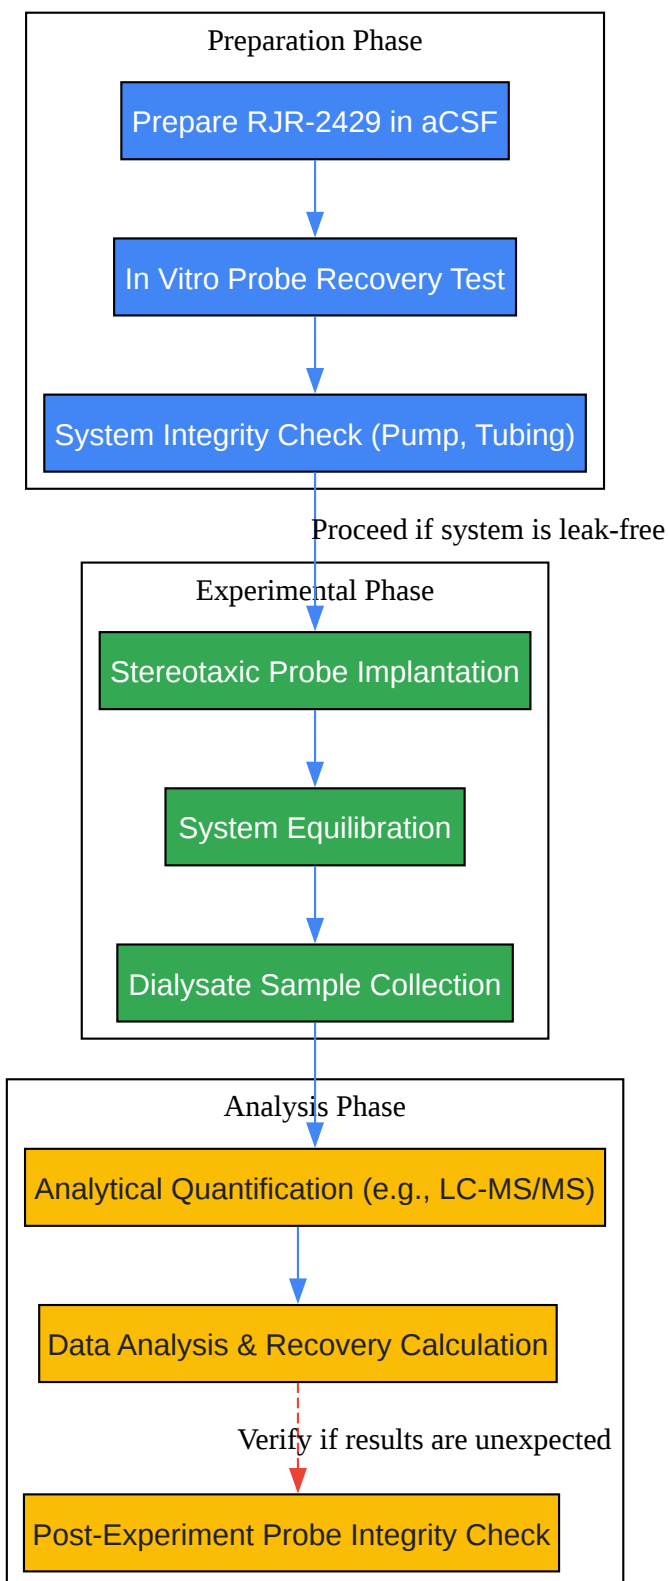 Preparation Phase
Prepare RJR-2429 in aCSF
In Vitro Probe Recovery Test
System Integrity Check (Pump, Tubing)
Proceed if system is leak-free
Experimental Phase
Stereotaxic Probe Implantation
System Equilibration
Dialysate Sample Collection
Analysis Phase
Analytical Quantification (e.g., LC-MS/MS)
Data Analysis & Recovery Calculation
Verify if results are unexpected
Post-Experiment Probe Integrity Check